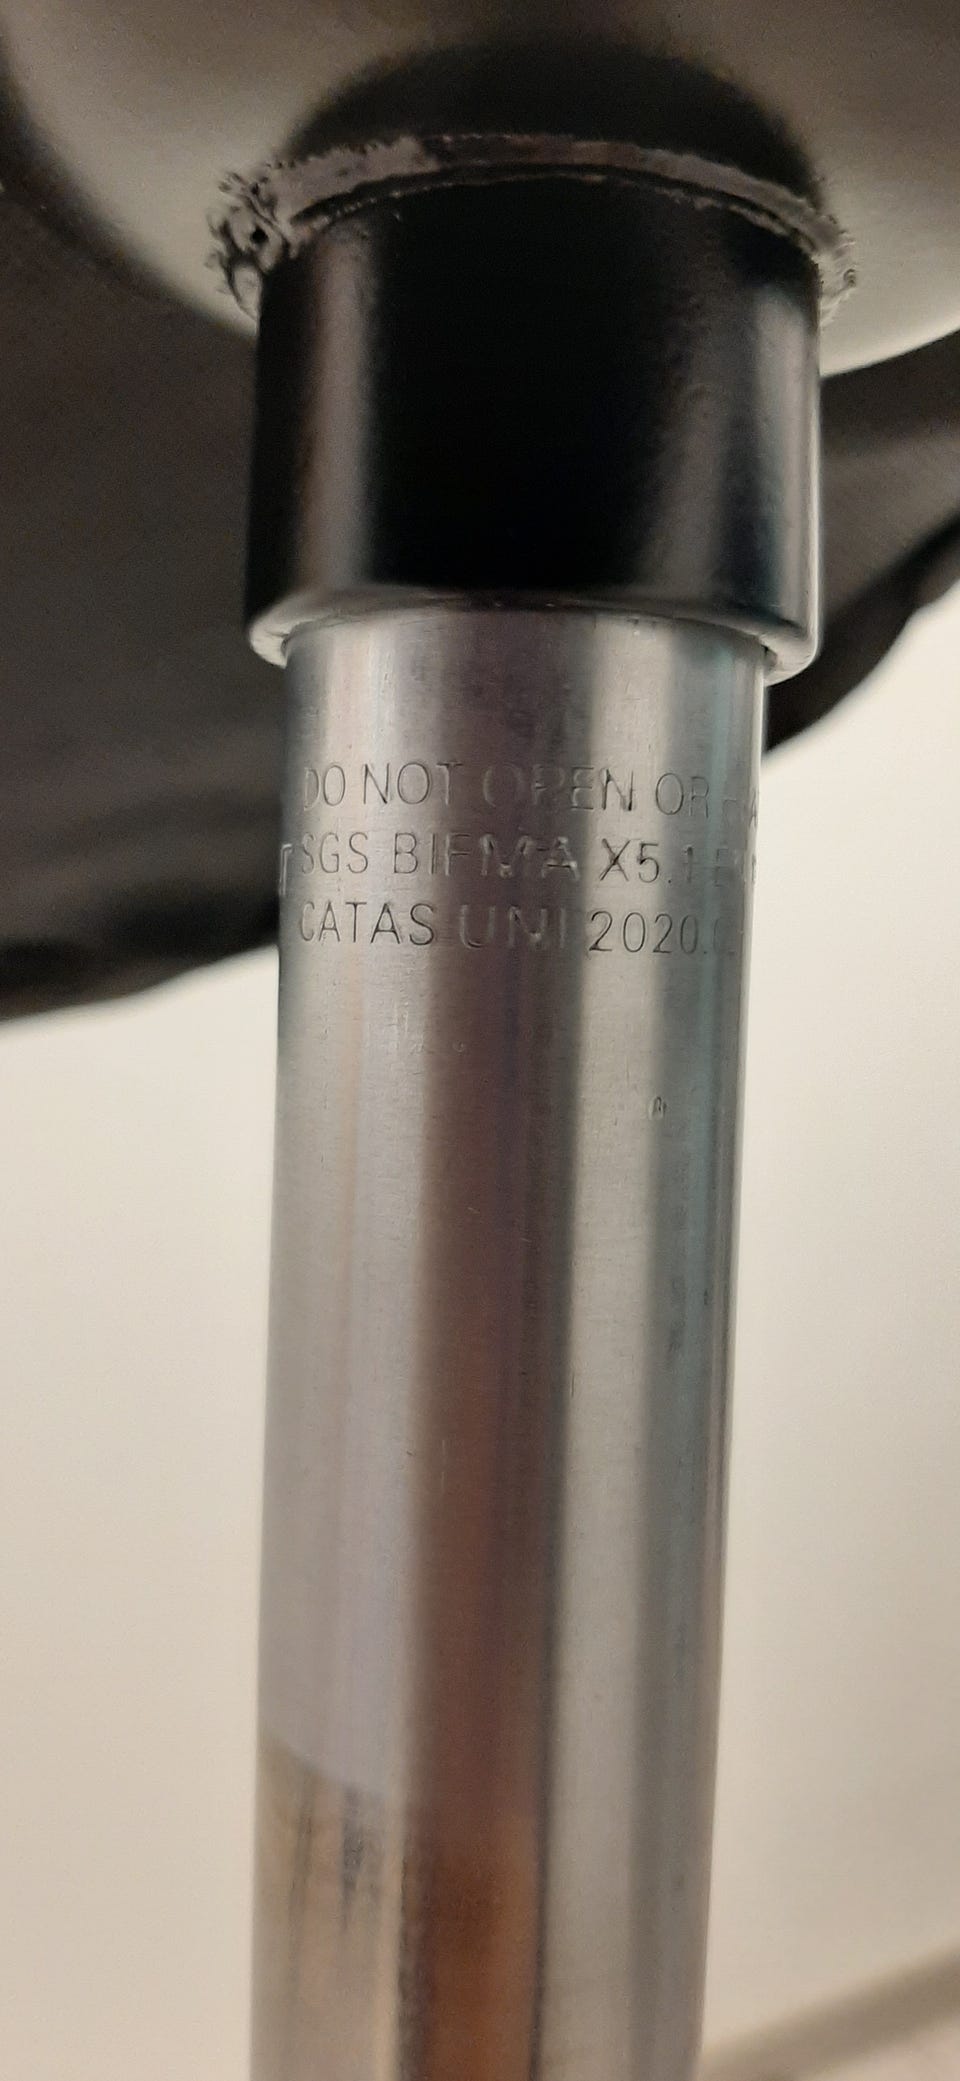 DO NOT OPEN OR
SGS BIFMA X5.1
CATAS UNI 2020.